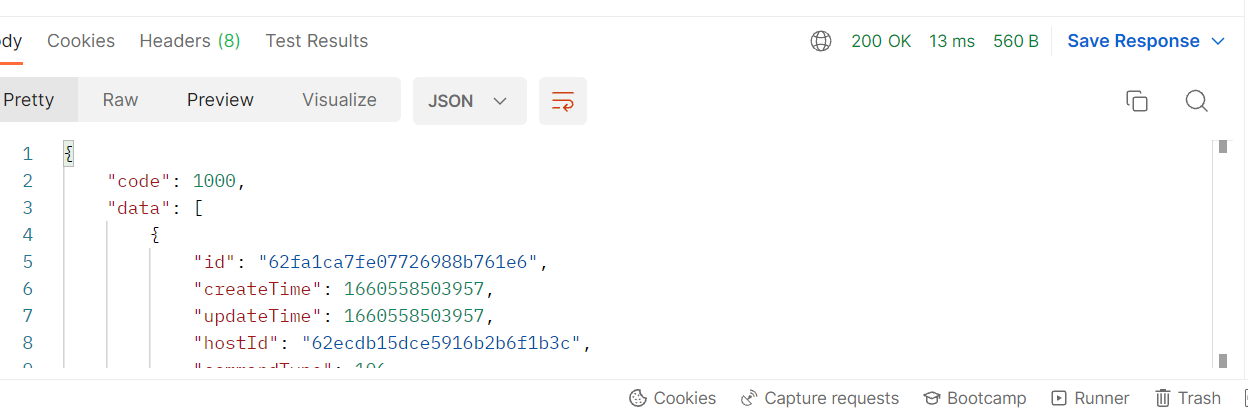 dy Cookies Headers (8) Test Results 200 OK 13 ms 560 B Save Response
Pretty Raw Preview Visualize JSON
1 {
2 "code": 1000,
3 "data": [
4 {
5 "id": "62fa1ca7fe07726988b761e6",
6 "createTime": 1660558503957,
7 "updateTime": 1660558503957,
8 "hostId": "62ecdb15dce5916b2b6f1b3c",
Cookies Capture requests Bootcamp Runner Trash